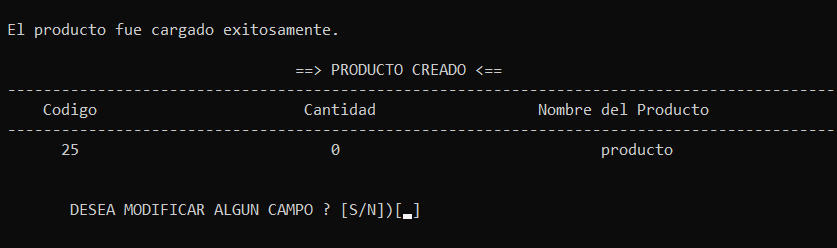 El producto fue cargado exitosamente.
==> PRODUCTO CREADO <==
--------------------------------------------------------------------------------------------
Codigo Cantidad Nombre del Producto
--------------------------------------------------------------------------------------------
25 0 producto
DESEA MODIFICAR ALGUN CAMPO ? [S/N])[_]